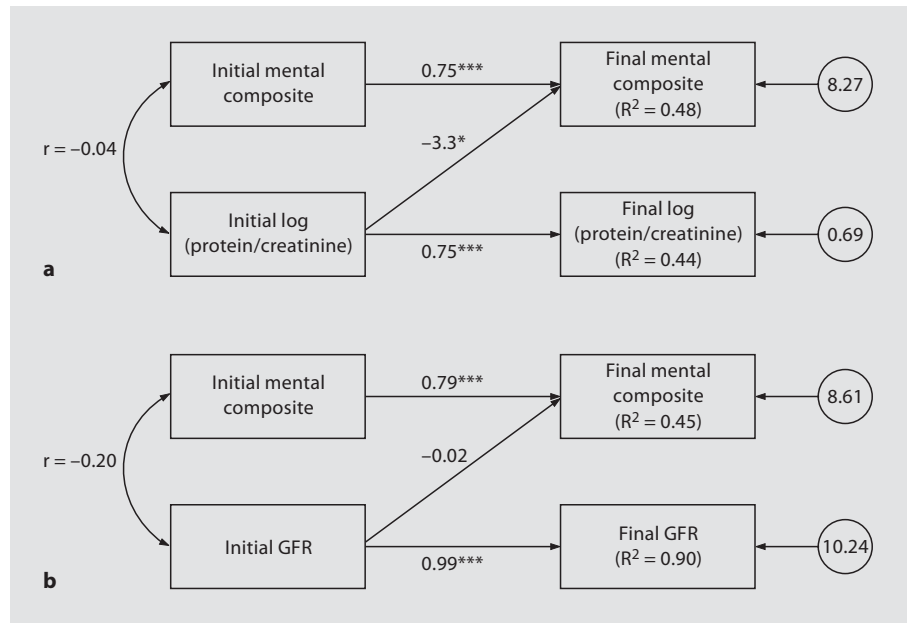 Initial mental
composite
0.75***
Final mental
composite
(R² = 0.48)
8.27
r = –0.04
–3.3*
Initial log
(protein/creatinine)
0.75***
Final log
(protein/creatinine)
(R² = 0.44)
0.69
a
Initial mental
composite
0.79***
Final mental
composite
(R² = 0.45)
8.61
r = –0.20
–0.02
Initial GFR
0.99***
Final GFR
(R² = 0.90)
10.24
b